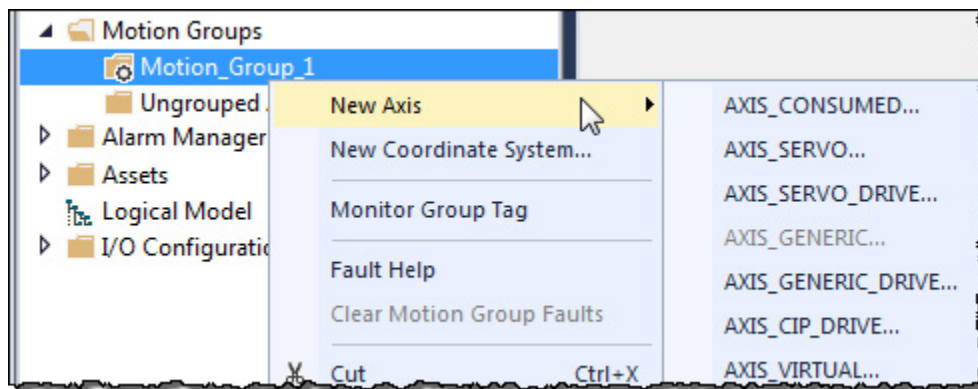 Motion Groups
Motion_Group_1
Ungrouped
Alarm Manager
Assets
Logical Model
I/O
New Axis
New Coordinate System...
Monitor Group Tag
Fault Help
Clear Motion Group Faults
Cut Ctrl+X
AXIS_CONSUMED...
AXIS_SERVO...
AXIS_SERVO_DRIVE...
AXIS_GENERIC...
AXIS_GENERIC_DRIVE...
AXIS_CIP_DRIVE...
AXIS_VIRTUAL...